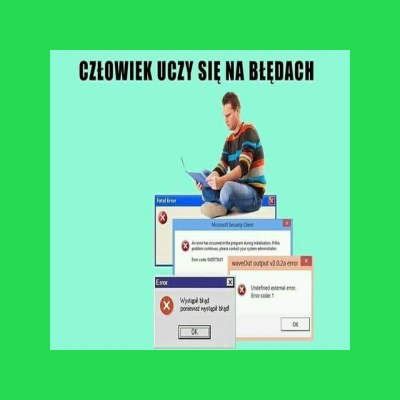 CZŁOWIEK UCZY SIĘ NA BŁĘDACH
Fatal Error
Microsoft Security Client
An error has occurred in the program during initialization. If this
problem continues, please contact your system administrator.
Error code:
waveOut output v2.0.2a error
Undefined external error.
Error code: 1
OK
Error
Wystąpił błąd
ponieważ wystąpił błąd!
OK